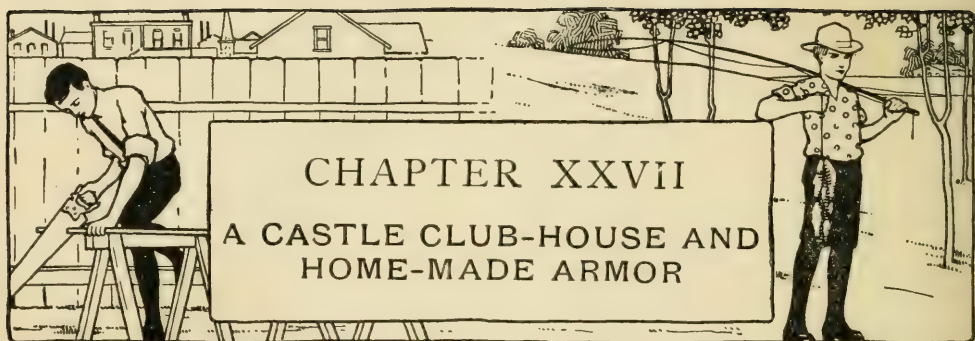 CHAPTER XXVii
A CASTLE CLUB-HOUSE AND
HOME-MADE ARMOR